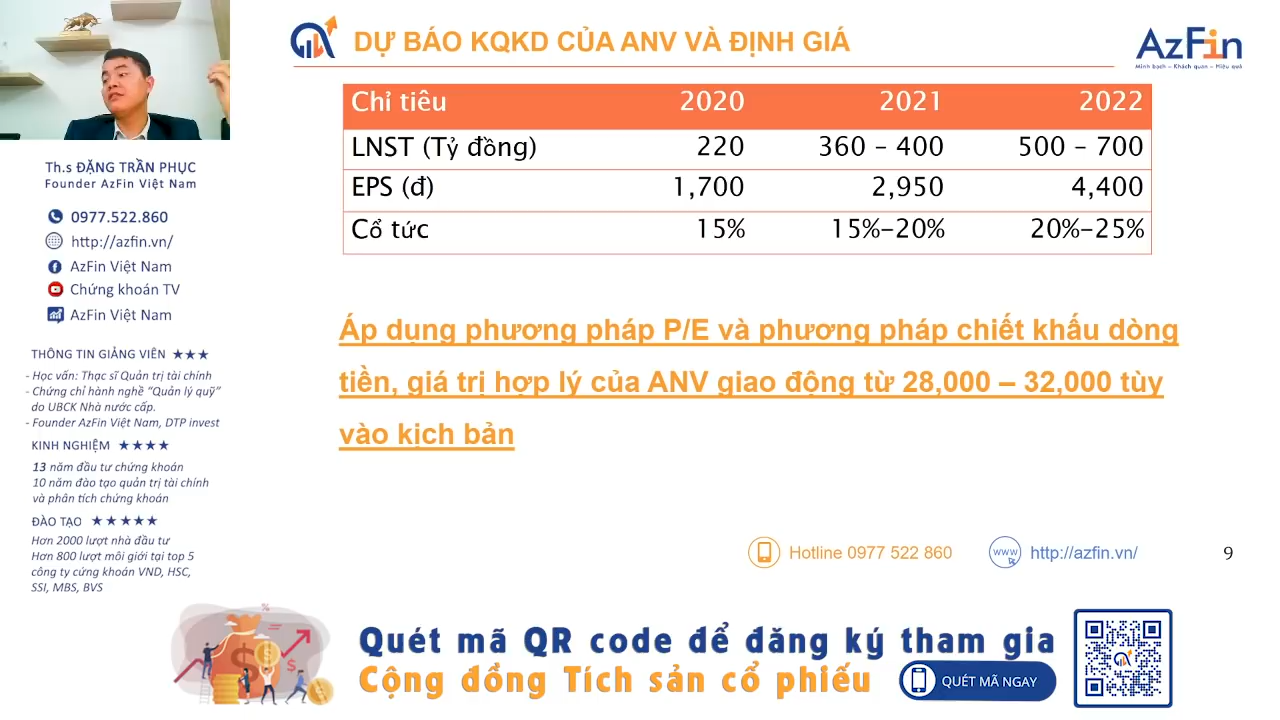 DỰ BÁO KQKD CỦA ANV VÀ ĐỊNH GIÁ
AzFin
Minh bạch – Khách quan – Hiệu quả
Chỉ tiêu 2020 2021 2022
LNST (Tỷ đồng) 220 360 – 400 500 – 700
EPS (đ) 1,700 2,950 4,400
Cổ tức 15% 15%–20% 20%–25%
Áp dụng phương pháp P/E và phương pháp chiết khấu dòng
tiền, giá trị hợp lý của ANV giao động từ 28,000 – 32,000 tùy
vào kịch bản
Th.s ĐẶNG TRẦN PHỤC
Founder AzFin Việt Nam
0977.522.860
http://azfin.vn/
AzFin Việt Nam
Chứng khoán TV
AzFin Việt Nam
THÔNG TIN GIẢNG VIÊN ★★★
- Học vấn: Thạc sĩ Quản trị tài chính
- Chứng chỉ hành nghề “Quản lý quỹ”
do UBCK Nhà nước cấp.
- Founder AzFin Việt Nam, DTP invest
KINH NGHIỆM ★★★★
13 năm đầu tư chứng khoán
10 năm đào tạo quản trị tài chính
và phân tích chứng khoán
ĐÀO TẠO ★★★★★
Hơn 2000 lượt nhà đầu tư
Hơn 800 lượt môi giới tại top 5
công ty cứng khoán VND, HSC,
SSI, MBS, BVS
Hotline 0977 522 860
www
http://azfin.vn/
9
Quét mã QR code để đăng ký tham gia
Cộng đồng Tích sản cổ phiếu
QUÉT MÃ NGAY